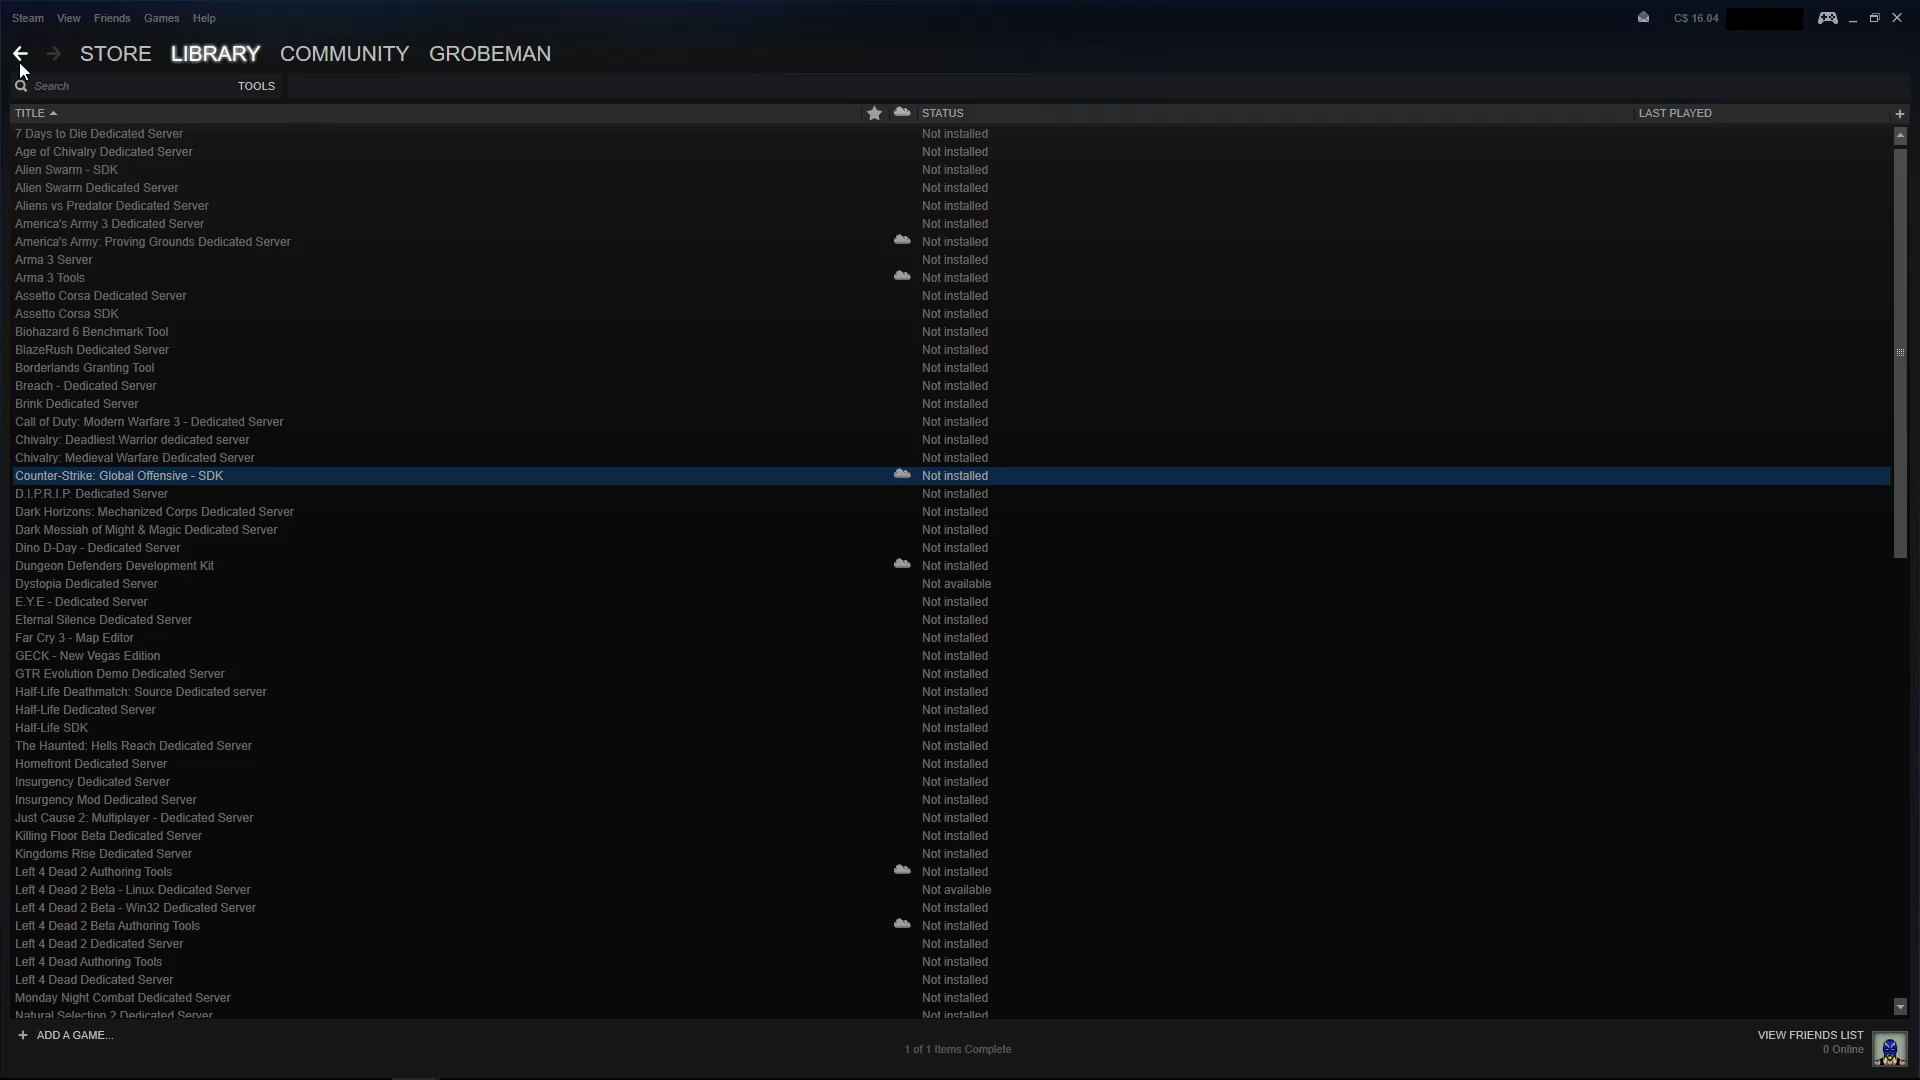 Steam View Friends Games Help C$ 16.04
STORE LIBRARY COMMUNITY GROBEMAN
Search TOOLS
TITLE STATUS LAST PLAYED +
7 Days to Die Dedicated Server Not installed
Age of Chivalry Dedicated Server Not installed
Alien Swarm - SDK Not installed
Alien Swarm Dedicated Server Not installed
Aliens vs Predator Dedicated Server Not installed
America's Army 3 Dedicated Server Not installed
America's Army: Proving Grounds Dedicated Server Not installed
Arma 3 Server Not installed
Arma 3 Tools Not installed
Assetto Corsa Dedicated Server Not installed
Assetto Corsa SDK Not installed
Biohazard 6 Benchmark Tool Not installed
BlazeRush Dedicated Server Not installed
Borderlands Granting Tool Not installed
Breach - Dedicated Server Not installed
Brink Dedicated Server Not installed
Call of Duty: Modern Warfare 3 - Dedicated Server Not installed
Chivalry: Deadliest Warrior dedicated server Not installed
Chivalry: Medieval Warfare Dedicated Server Not installed
Counter-Strike: Global Offensive - SDK Not installed
D.I.P.R.I.P. Dedicated Server Not installed
Dark Horizons: Mechanized Corps Dedicated Server Not installed
Dark Messiah of Might & Magic Dedicated Server Not installed
Dino D-Day - Dedicated Server Not installed
Dungeon Defenders Development Kit Not installed
Dystopia Dedicated Server Not available
E.Y.E - Dedicated Server Not installed
Eternal Silence Dedicated Server Not installed
Far Cry 3 - Map Editor Not installed
GECK - New Vegas Edition Not installed
GTR Evolution Demo Dedicated Server Not installed
Half-Life Deathmatch: Source Dedicated server Not installed
Half-Life Dedicated Server Not installed
Half-Life SDK Not installed
The Haunted: Hells Reach Dedicated Server Not installed
Homefront Dedicated Server Not installed
Insurgency Dedicated Server Not installed
Insurgency Mod Dedicated Server Not installed
Just Cause 2: Multiplayer - Dedicated Server Not installed
Killing Floor Beta Dedicated Server Not installed
Kingdoms Rise Dedicated Server Not installed
Left 4 Dead 2 Authoring Tools Not installed
Left 4 Dead 2 Beta - Linux Dedicated Server Not available
Left 4 Dead 2 Beta - Win32 Dedicated Server Not installed
Left 4 Dead 2 Beta Authoring Tools Not installed
Left 4 Dead 2 Dedicated Server Not installed
Left 4 Dead Authoring Tools Not installed
Left 4 Dead Dedicated Server Not installed
Monday Night Combat Dedicated Server Not installed
Natural Selection 2 Dedicated Server Not installed
+ ADD A GAME... VIEW FRIENDS LIST
1 of 1 Items Complete 0 Online